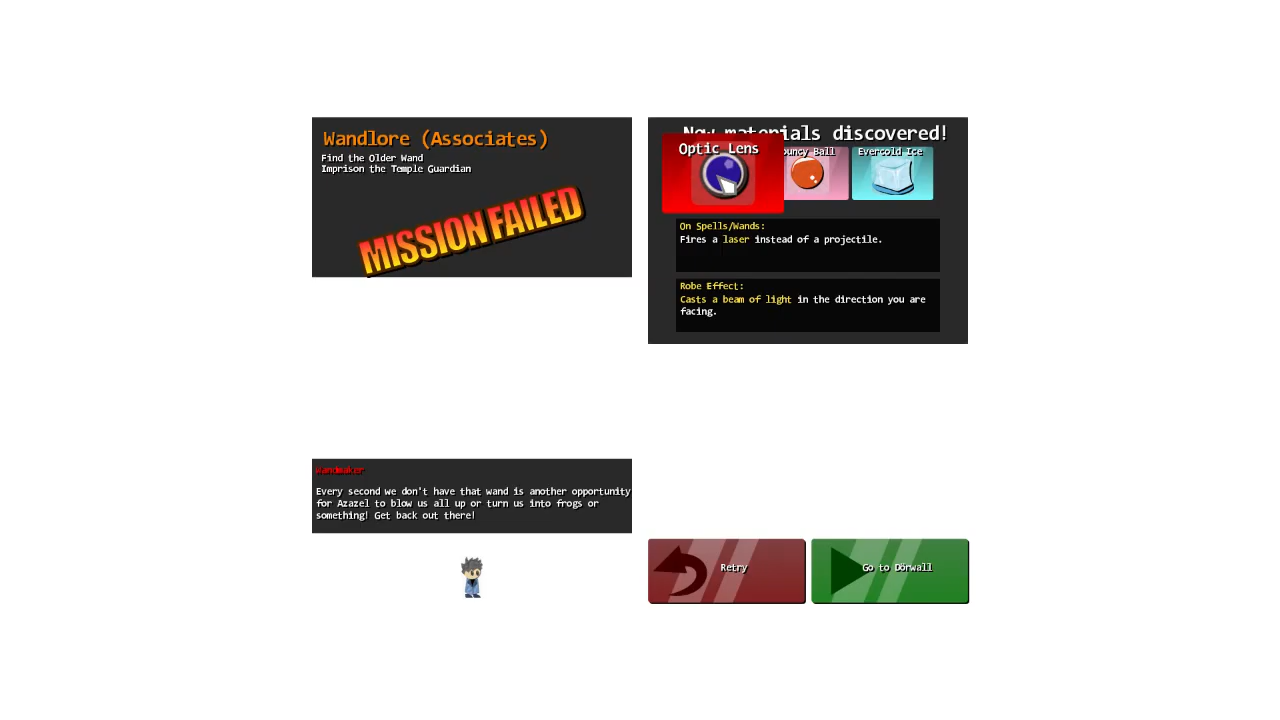 Wandlore (Associates)
Find the Older Wand
Imprison the Temple Guardian
MISSION FAILED
New materials discovered!
Optic Lens
ouncy Ball
Evercold Ice
On Spells/Wands:
Fires a laser instead of a projectile.
Robe Effect:
Casts a beam of light in the direction you are
facing.
Wandmaker
Every second we don't have that wand is another opportunity
for Azazel to blow us all up or turn us into frogs or
something! Get back out there!
Retry
Go to Dörwall